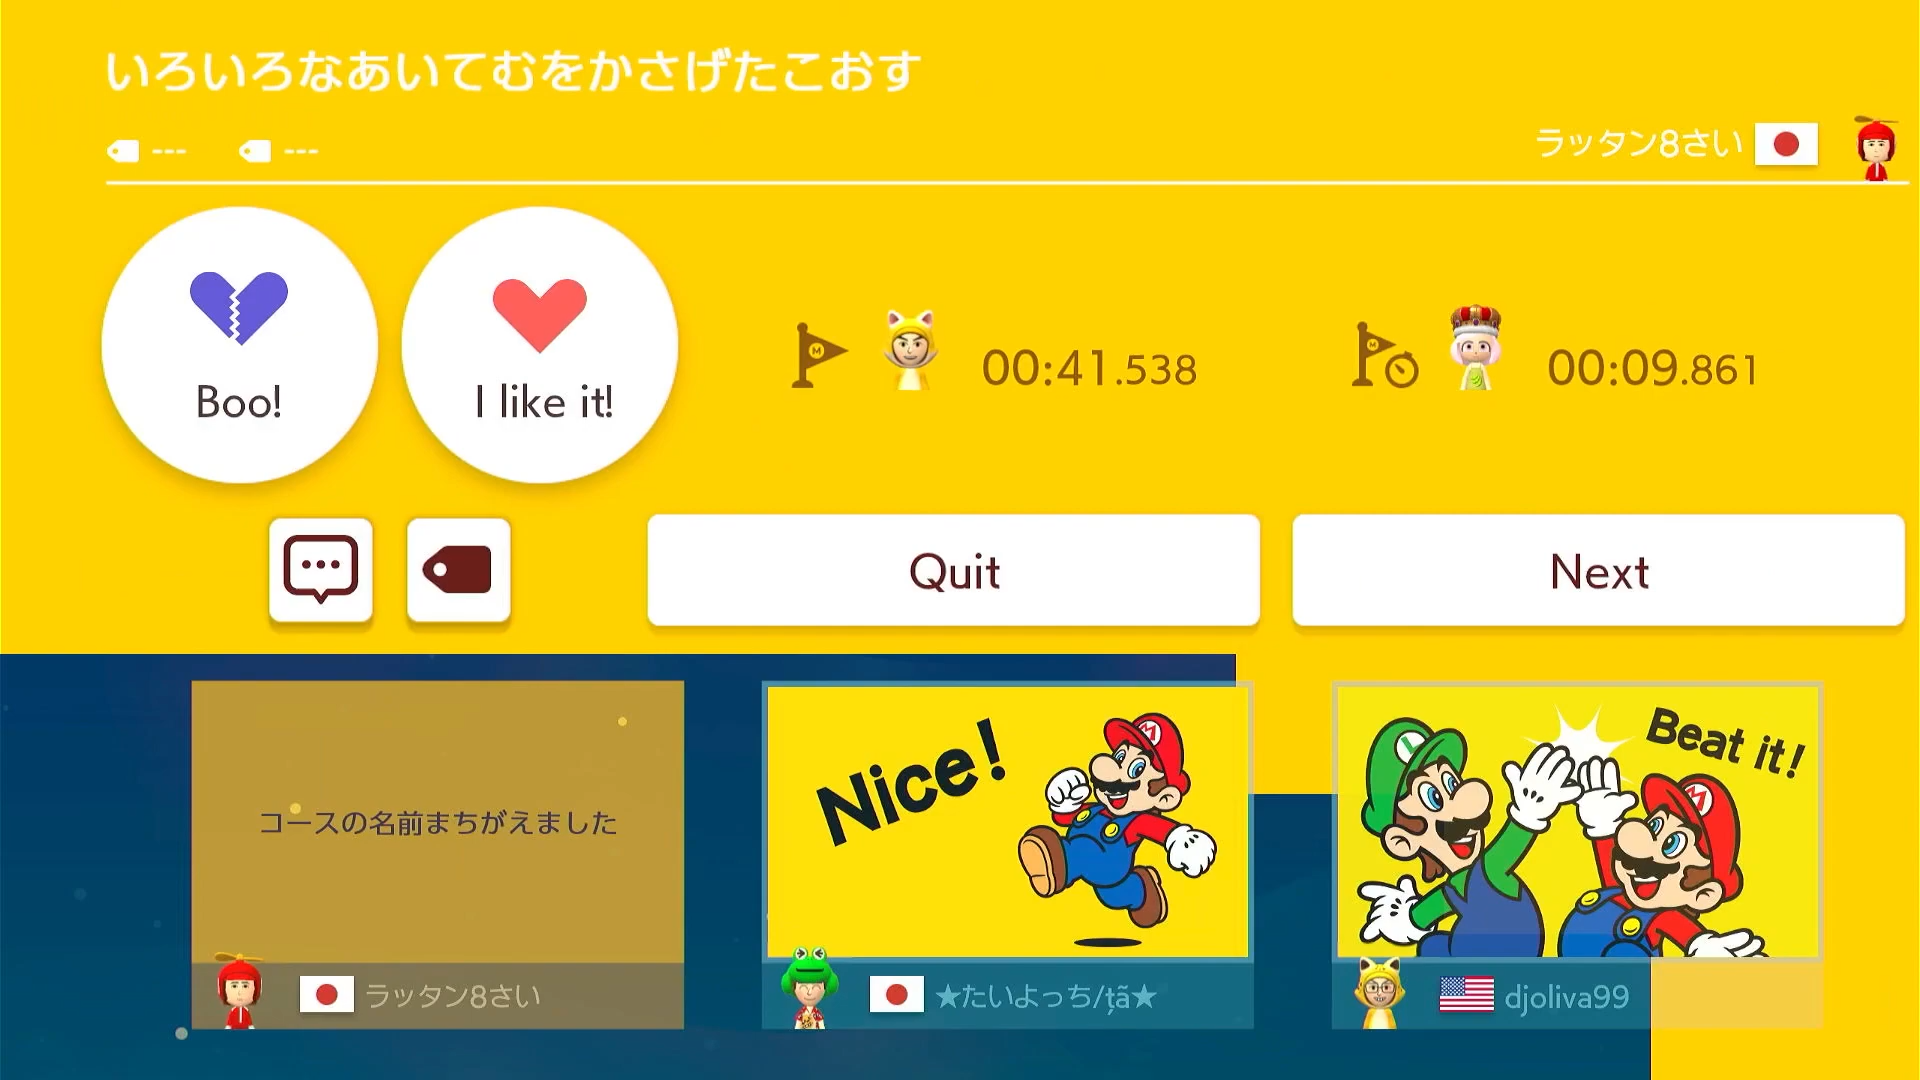 いろいろなあいてむをかさげたこおす
--- ---
ラッタン8さい
Boo!
I like it!
00:41.538
00:09.861
Quit
Next
コースの名前まちがえました
Nice!
Beat it!
ラッタン8さい
★たいよっち/ţã★
djoliva99